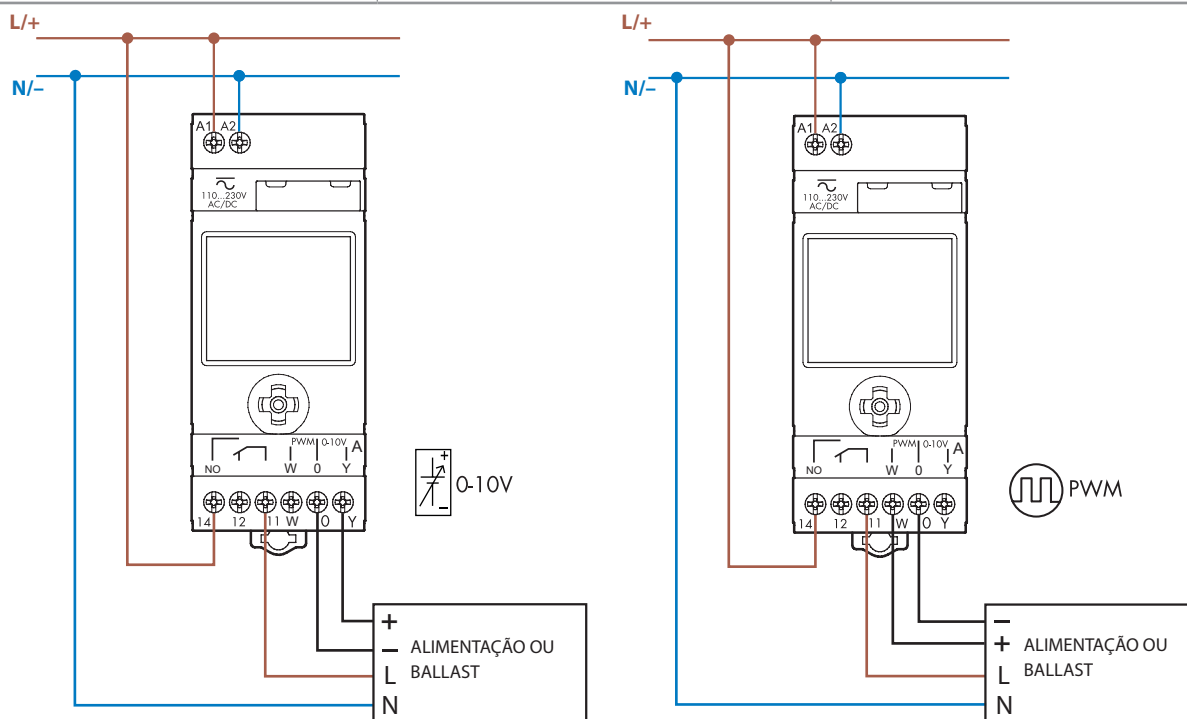 L/+
N/–
A1 A2
110...230V
AC/DC
PWM 0-10V A
NO W 0 Y
14 12 11 W 0 Y
0-10V
+
– ALIMENTAÇÃO OU
L BALLAST
N
L/+
N/–
A1 A2
110...230V
AC/DC
PWM 0-10V A
NO W 0 Y
14 12 11 W 0 Y
PWM
–
+ ALIMENTAÇÃO OU
L BALLAST
N